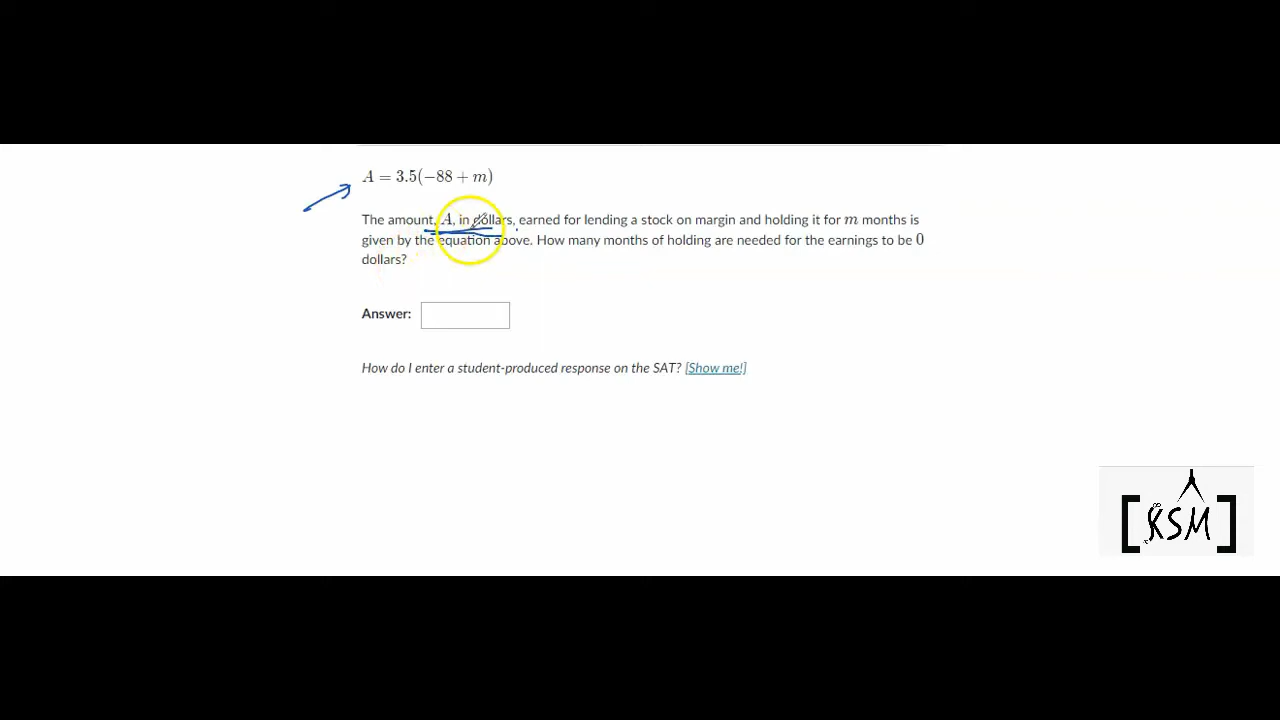 A = 3.5(−88 + m)
The amount, A, in dollars, earned for lending a stock on margin and holding it for m months is
given by the equation above. How many months of holding are needed for the earnings to be 0
dollars?
Answer:
How do I enter a student-produced response on the SAT? [Show me!]
[KSM]